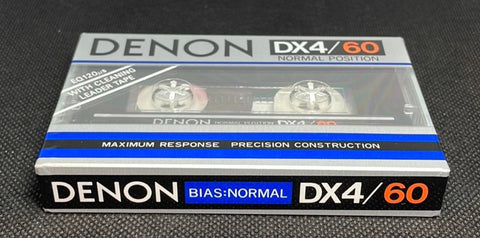 DENON DX4/60
NORMAL POSITION
EQ120μs
WITH CLEANING
LEADER TAPE
DENON NORMAL POSITION DX4/60
MAXIMUM RESPONSE PRECISION CONSTRUCTION
DENON BIAS:NORMAL DX4/60